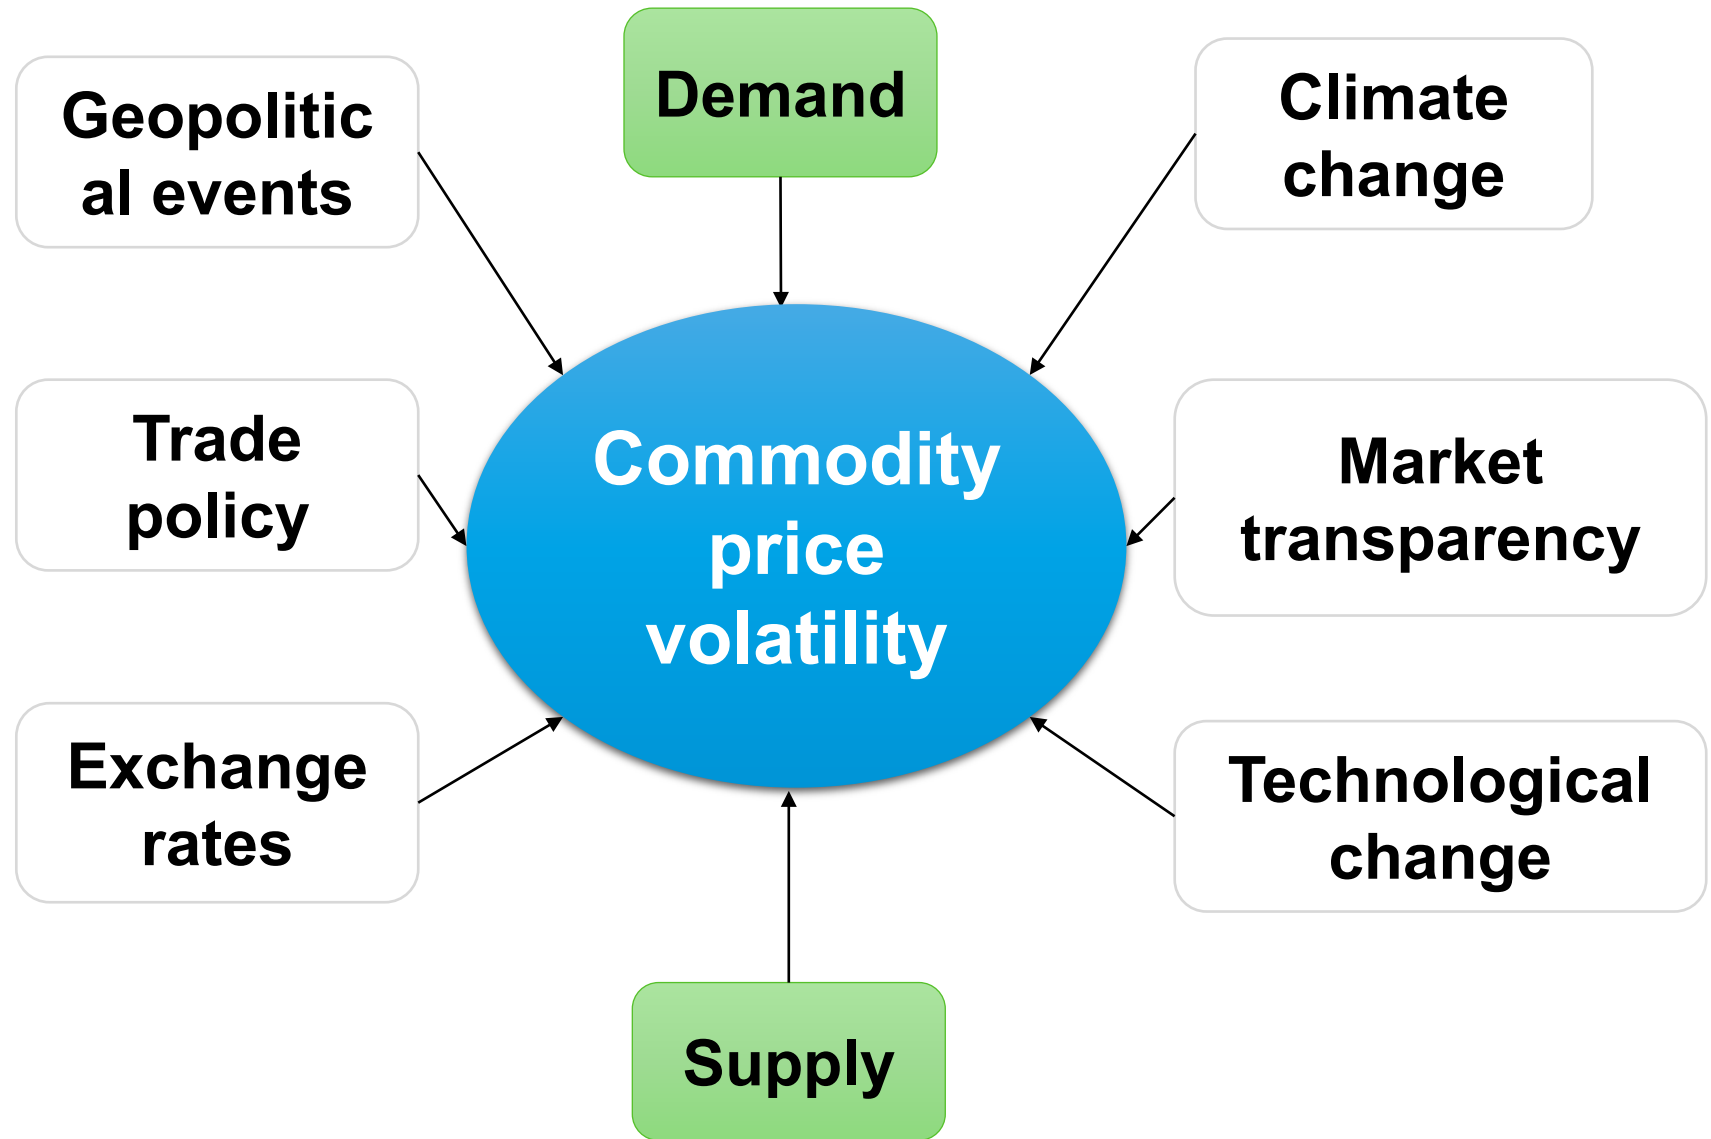 Geopolitic
al events
Demand
Climate
change
Trade
policy
Commodity
price
volatility
Market
transparency
Exchange
rates
Technological
change
Supply